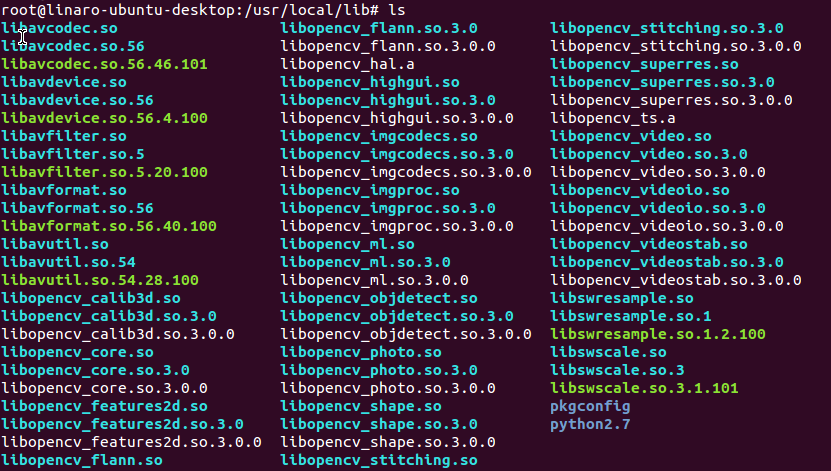 root@linaro-ubuntu-desktop:/usr/local/lib# ls
libavcodec.so libopencv_flann.so.3.0 libopencv_stitching.so.3.0
libavcodec.so.56 libopencv_flann.so.3.0.0 libopencv_stitching.so.3.0.0
libavcodec.so.56.46.101 libopencv_hal.a libopencv_superres.so
libavdevice.so libopencv_highgui.so libopencv_superres.so.3.0
libavdevice.so.56 libopencv_highgui.so.3.0 libopencv_superres.so.3.0.0
libavdevice.so.56.4.100 libopencv_highgui.so.3.0.0 libopencv_ts.a
libavfilter.so libopencv_imgcodecs.so libopencv_video.so
libavfilter.so.5 libopencv_imgcodecs.so.3.0 libopencv_video.so.3.0
libavfilter.so.5.20.100 libopencv_imgcodecs.so.3.0.0 libopencv_video.so.3.0.0
libavformat.so libopencv_imgproc.so libopencv_videoio.so
libavformat.so.56 libopencv_imgproc.so.3.0 libopencv_videoio.so.3.0
libavformat.so.56.40.100 libopencv_imgproc.so.3.0.0 libopencv_videoio.so.3.0.0
libavutil.so libopencv_ml.so libopencv_videostab.so
libavutil.so.54 libopencv_ml.so.3.0 libopencv_videostab.so.3.0
libavutil.so.54.28.100 libopencv_ml.so.3.0.0 libopencv_videostab.so.3.0.0
libopencv_calib3d.so libopencv_objdetect.so libswresample.so
libopencv_calib3d.so.3.0 libopencv_objdetect.so.3.0 libswresample.so.1
libopencv_calib3d.so.3.0.0 libopencv_objdetect.so.3.0.0 libswresample.so.1.2.100
libopencv_core.so libopencv_photo.so libswscale.so
libopencv_core.so.3.0 libopencv_photo.so.3.0 libswscale.so.3
libopencv_core.so.3.0.0 libopencv_photo.so.3.0.0 libswscale.so.3.1.101
libopencv_features2d.so libopencv_shape.so pkgconfig
libopencv_features2d.so.3.0 libopencv_shape.so.3.0 python2.7
libopencv_features2d.so.3.0.0 libopencv_shape.so.3.0.0
libopencv_flann.so libopencv_stitching.so